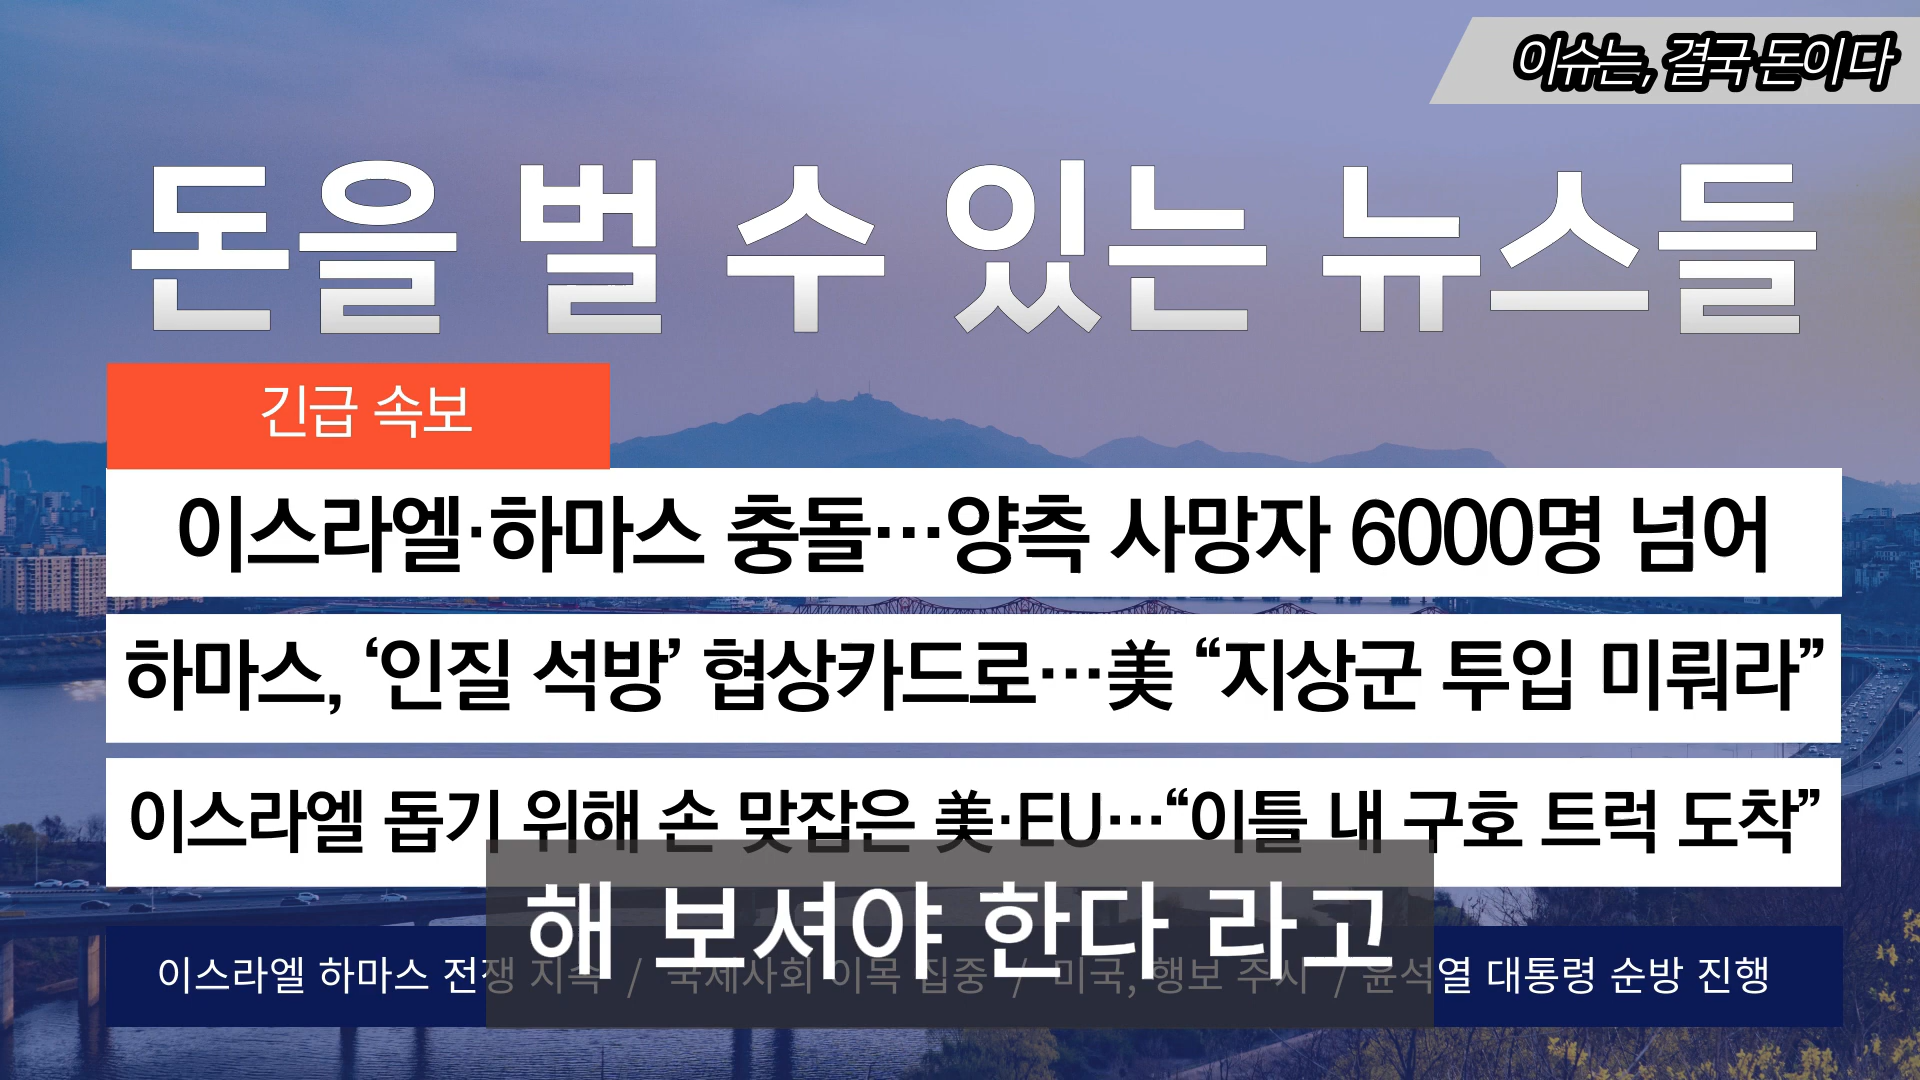 이슈는, 결국 돈이다
돈을 벌 수 있는 뉴스들
긴급 속보
이스라엘·하마스 충돌…양측 사망자 6000명 넘어
하마스, ‘인질 석방’ 협상카드로…美 “지상군 투입 미뤄라”
이스라엘 돕기 위해 손 맞잡은 美·EU…“이틀 내 구호 트럭 도착”
해 보셔야 한다 라고
이스라엘 하마스 전쟁 지속 / 국제사회 이목 집중 / 미국, 행보 주시 / 윤석열 대통령 순방 진행